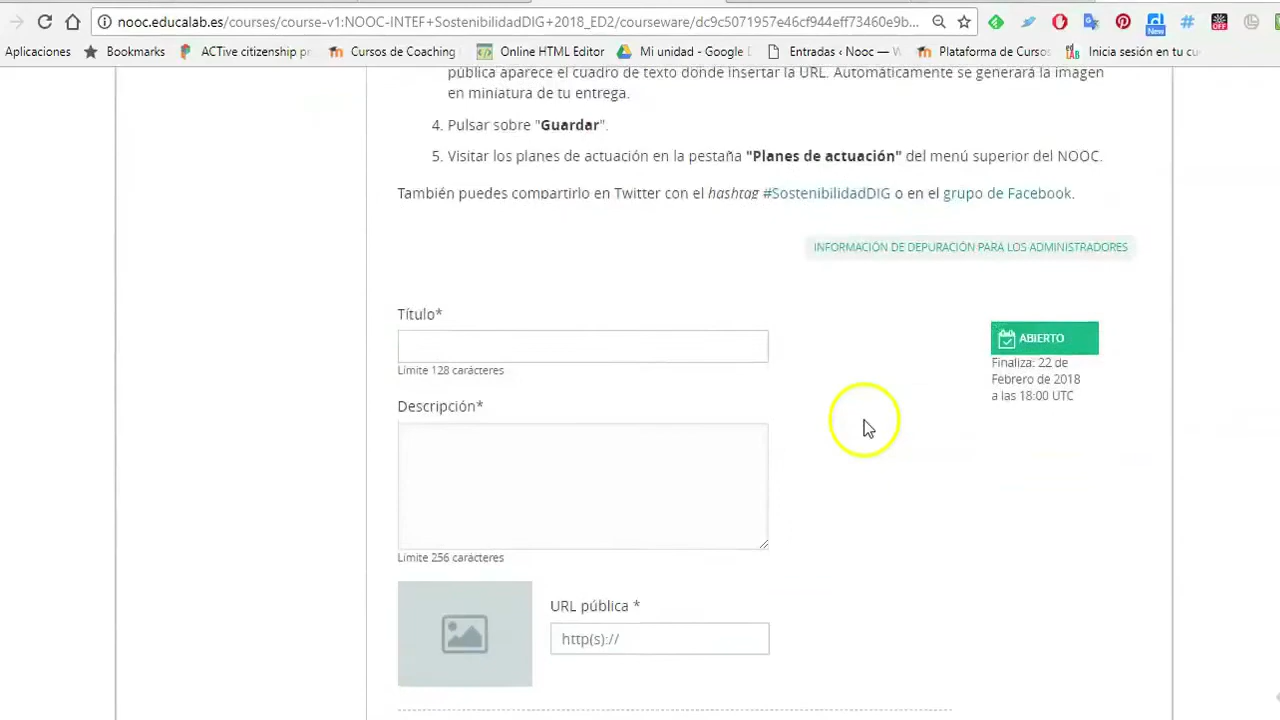 nooc.educalab.es/courses/course-v1:NOOC-INTEF+SostenibilidadDIG+2018_ED2/courseware/dc9c5071957e46cf944eff73460e9b...
Aplicaciones Bookmarks ACTive citizenship pr Cursos de Coaching Online HTML Editor Mi unidad - Google D Entradas ‹ Nooc — W Plataforma de Cursos Inicia sesión en tu cu
New OFF
pública aparece el cuadro de texto donde insertar la URL. Automáticamente se generará la imagen
en miniatura de tu entrega.
4. Pulsar sobre "Guardar".
5. Visitar los planes de actuación en la pestaña "Planes de actuación" del menú superior del NOOC.
También puedes compartirlo en Twitter con el hashtag #SostenibilidadDIG o en el grupo de Facebook.
INFORMACIÓN DE DEPURACIÓN PARA LOS ADMINISTRADORES
Título*
Límite 128 carácteres
ABIERTO
Finaliza: 22 de
Febrero de 2018
a las 18:00 UTC
Descripción*
Límite 256 carácteres
URL pública *
http(s)://